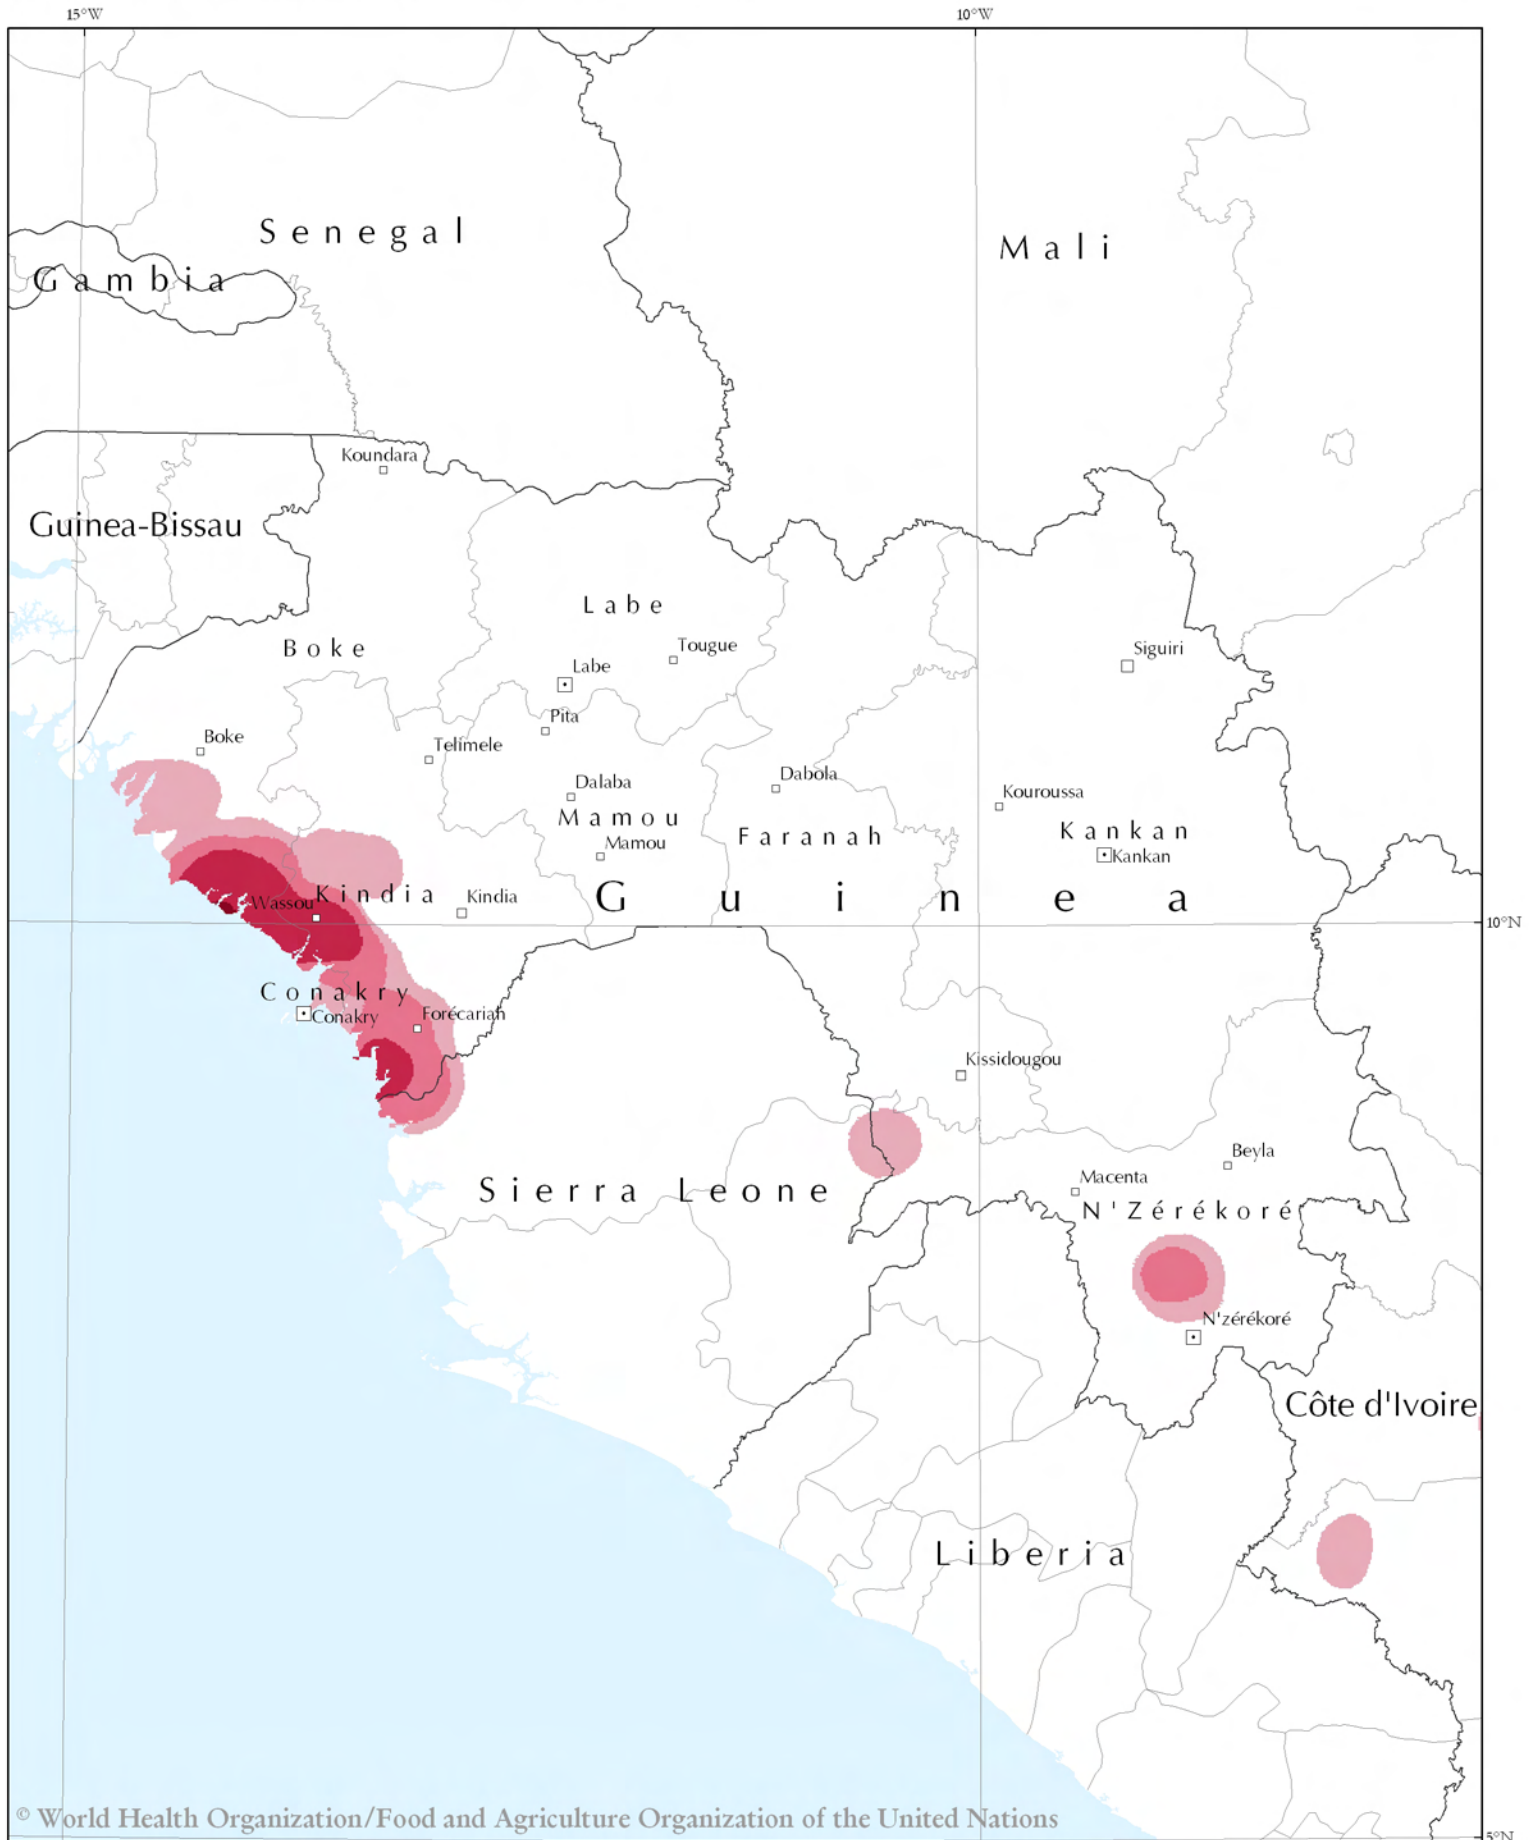 15°W
10°W
Senegal
Mali
Gambia
Koundara
Guinea-Bissau
Labe
Boke
Tougue
Siguiri
Labe
Pita
Boke
Telimele
Dabola
Dalaba
Kouroussa
Mamou
Kankan
Faranah
Mamou
Kankan
Kindia
Kindia
Guinea
Wassou
10°N
Conakry
Conakry
Forécariah
Kissidougou
Beyla
Macenta
Sierra Leone
N'Zérékoré
N'zérékoré
Côte d'Ivoire
Liberia
© World Health Organization/Food and Agriculture Organization of the United Nations
5°N